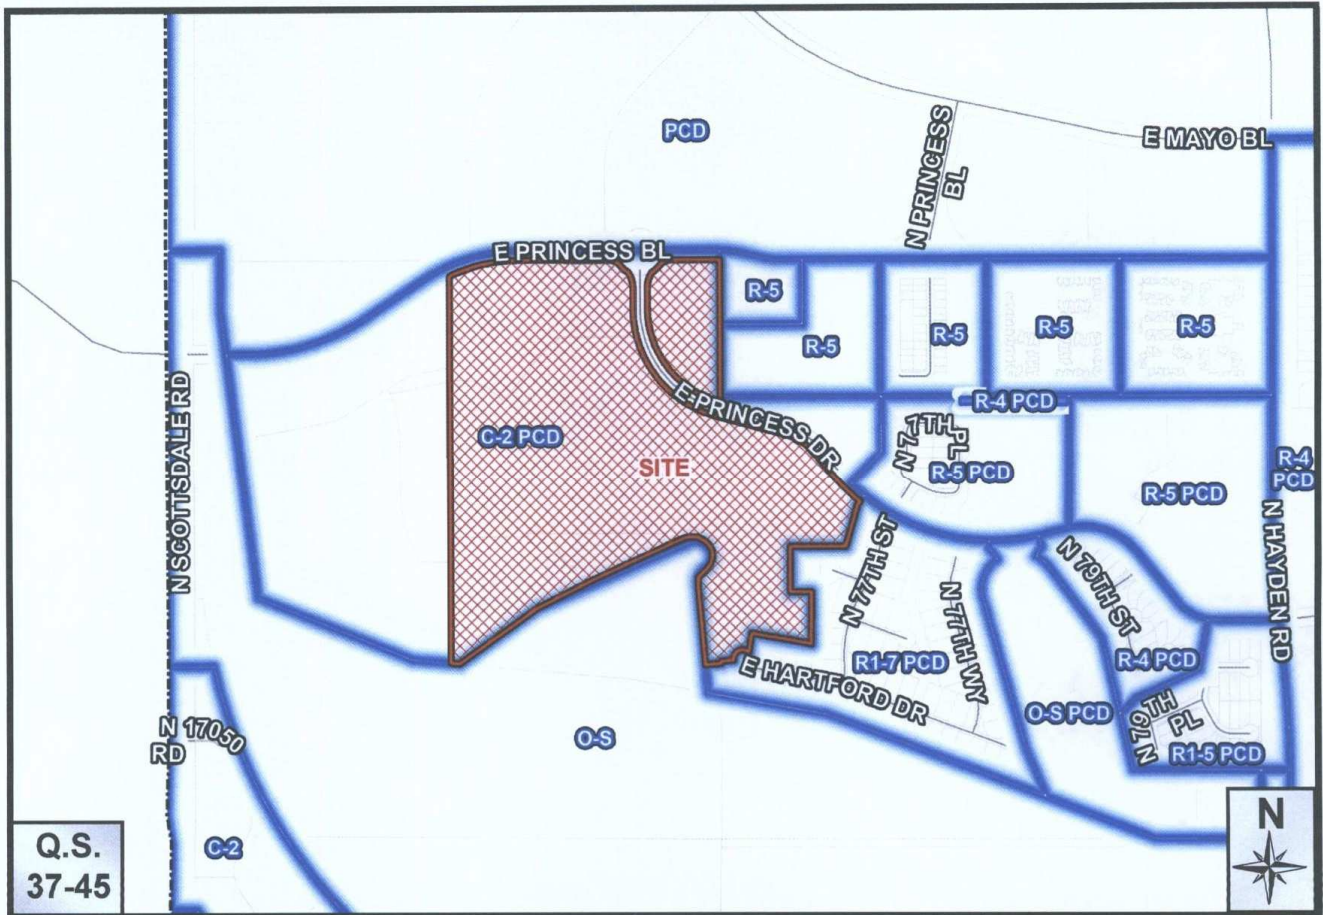 PCD
E MAYO BL
N PRINCESS
BL
E PRINCESS BL
R-5
R-5
R-5
R-5
R-5
N SCOTTSDALE RD
E PRINCESS DR
R-4 PCD
C-2 PCD
SITE
N 77TH
PL
R-5 PCD
R-5 PCD
R-4
PCD
N HAYDEN RD
N 77TH ST
N 79TH ST
N 77TH WY
R1-7 PCD
R-4 PCD
E HARTFORD DR
O-S PCD
N 79TH
PL
R1-5 PCD
N 17050
RD
O-S
C-2
Q.S.
37-45
N